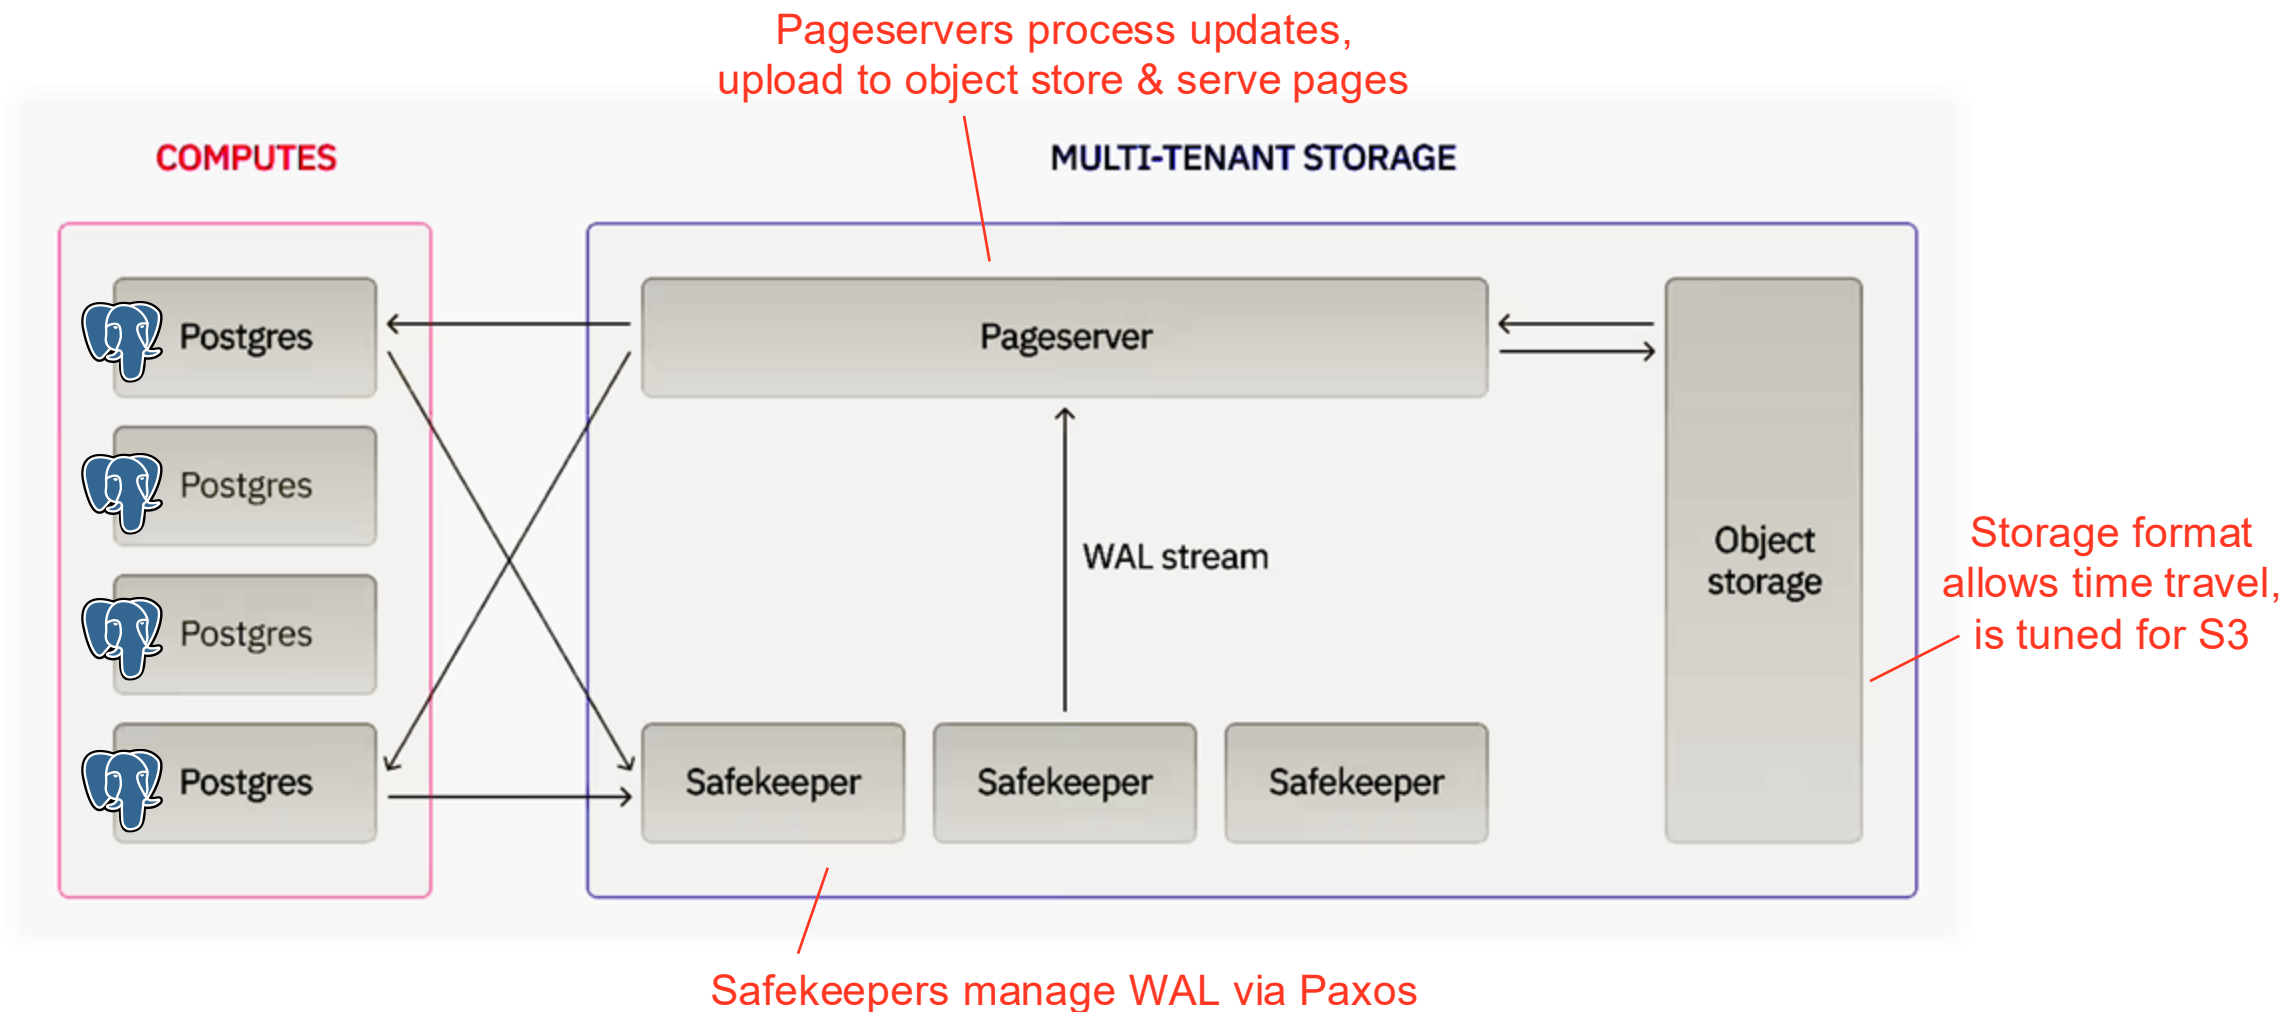 Pageservers process updates,
upload to object store & serve pages
COMPUTES
MULTI-TENANT STORAGE
Postgres
Postgres
Postgres
Postgres
Pageserver
WAL stream
Safekeeper
Safekeeper
Safekeeper
Object
storage
Storage format
allows time travel,
is tuned for S3
Safekeepers manage WAL via Paxos